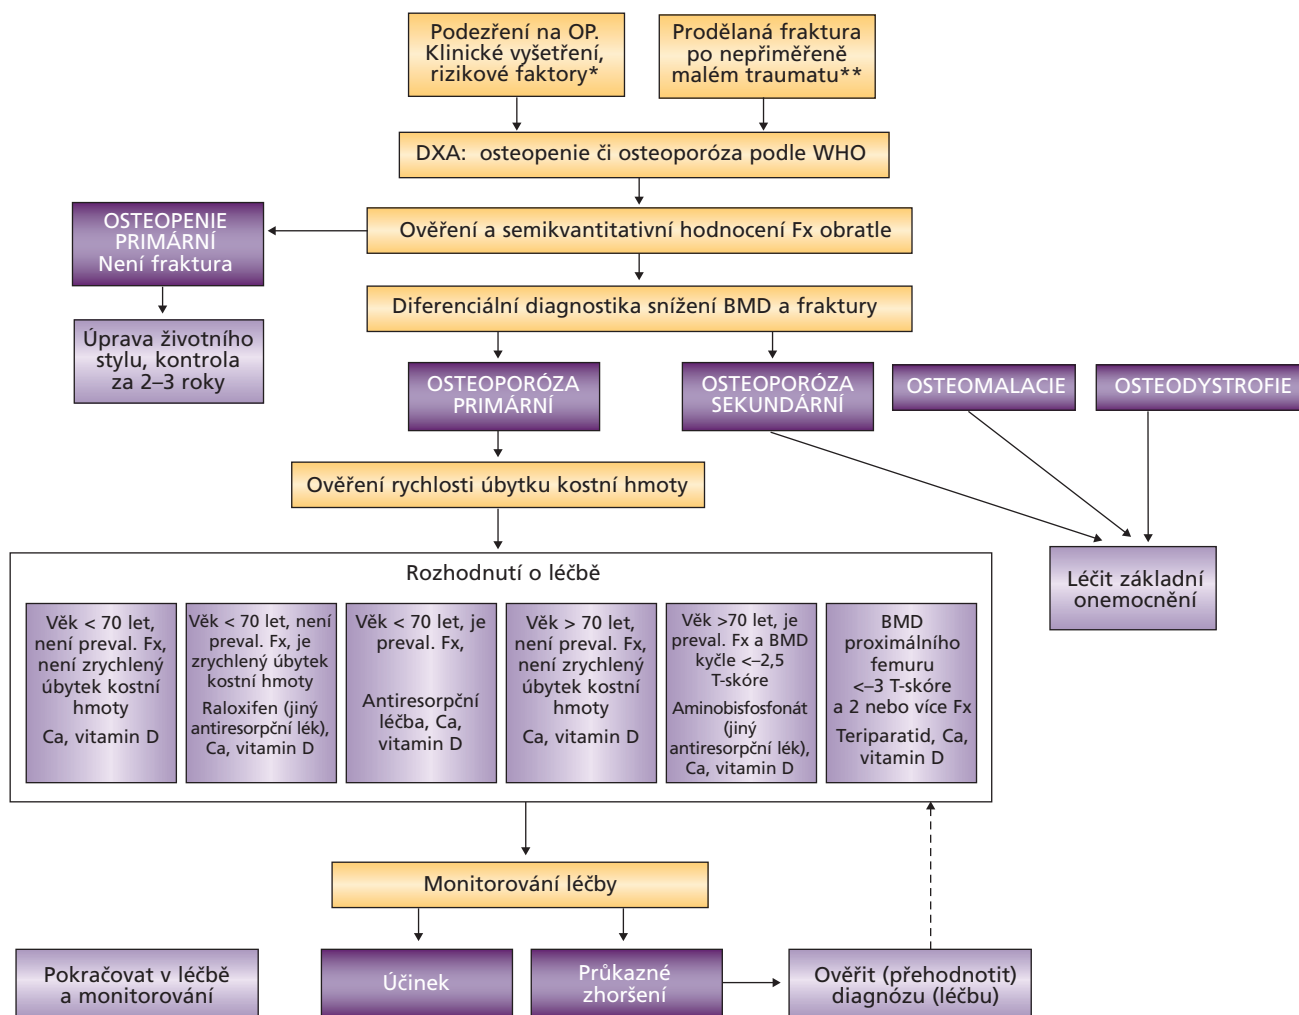 Podezření na OP.
Klinické vyšetření,
rizikové faktory*
Prodělaná fraktura
po nepřiměřeně
malém traumatu**
DXA: osteopenie či osteoporóza podle WHO
OSTEOPENIE
PRIMÁRNÍ
Není fraktura
Ověření a semikvantitativní hodnocení Fx obratle
Diferenciální diagnostika snížení BMD a fraktury
Úprava životního
stylu, kontrola
za 2–3 roky
OSTEOPORÓZA
PRIMÁRNÍ
OSTEOPORÓZA
SEKUNDÁRNÍ
OSTEOMALACIE
OSTEODYSTROFIE
Ověření rychlosti úbytku kostní hmoty
Rozhodnutí o léčbě
Léčit základní
onemocnění
Věk < 70 let,
není preval. Fx,
není zrychlený
úbytek kostní
hmoty
Ca, vitamin D
Věk < 70 let, není
preval. Fx, je
zrychlený úbytek
kostní hmoty
Raloxifen (jiný
antiresorpční lék),
Ca, vitamin D
Věk < 70 let, je
preval. Fx,
Antiresorpční
léčba, Ca,
vitamin D
Věk > 70 let,
není preval. Fx,
není zrychlený
úbytek kostní
hmoty
Ca, vitamin D
Věk >70 let, je
preval. Fx a BMD
kyčle <–2,5
T-skóre
Aminobisfosfonát
(jiný
antiresorpční lék),
Ca, vitamin D
BMD
proximálního
femuru
<–3 T-skóre
a 2 nebo více Fx
Teriparatid, Ca,
vitamin D
Monitorování léčby
Pokračovat v léčbě
a monitorování
Účinek
Průkazné
zhoršení
Ověřit (přehodnotit)
diagnózu (léčbu)